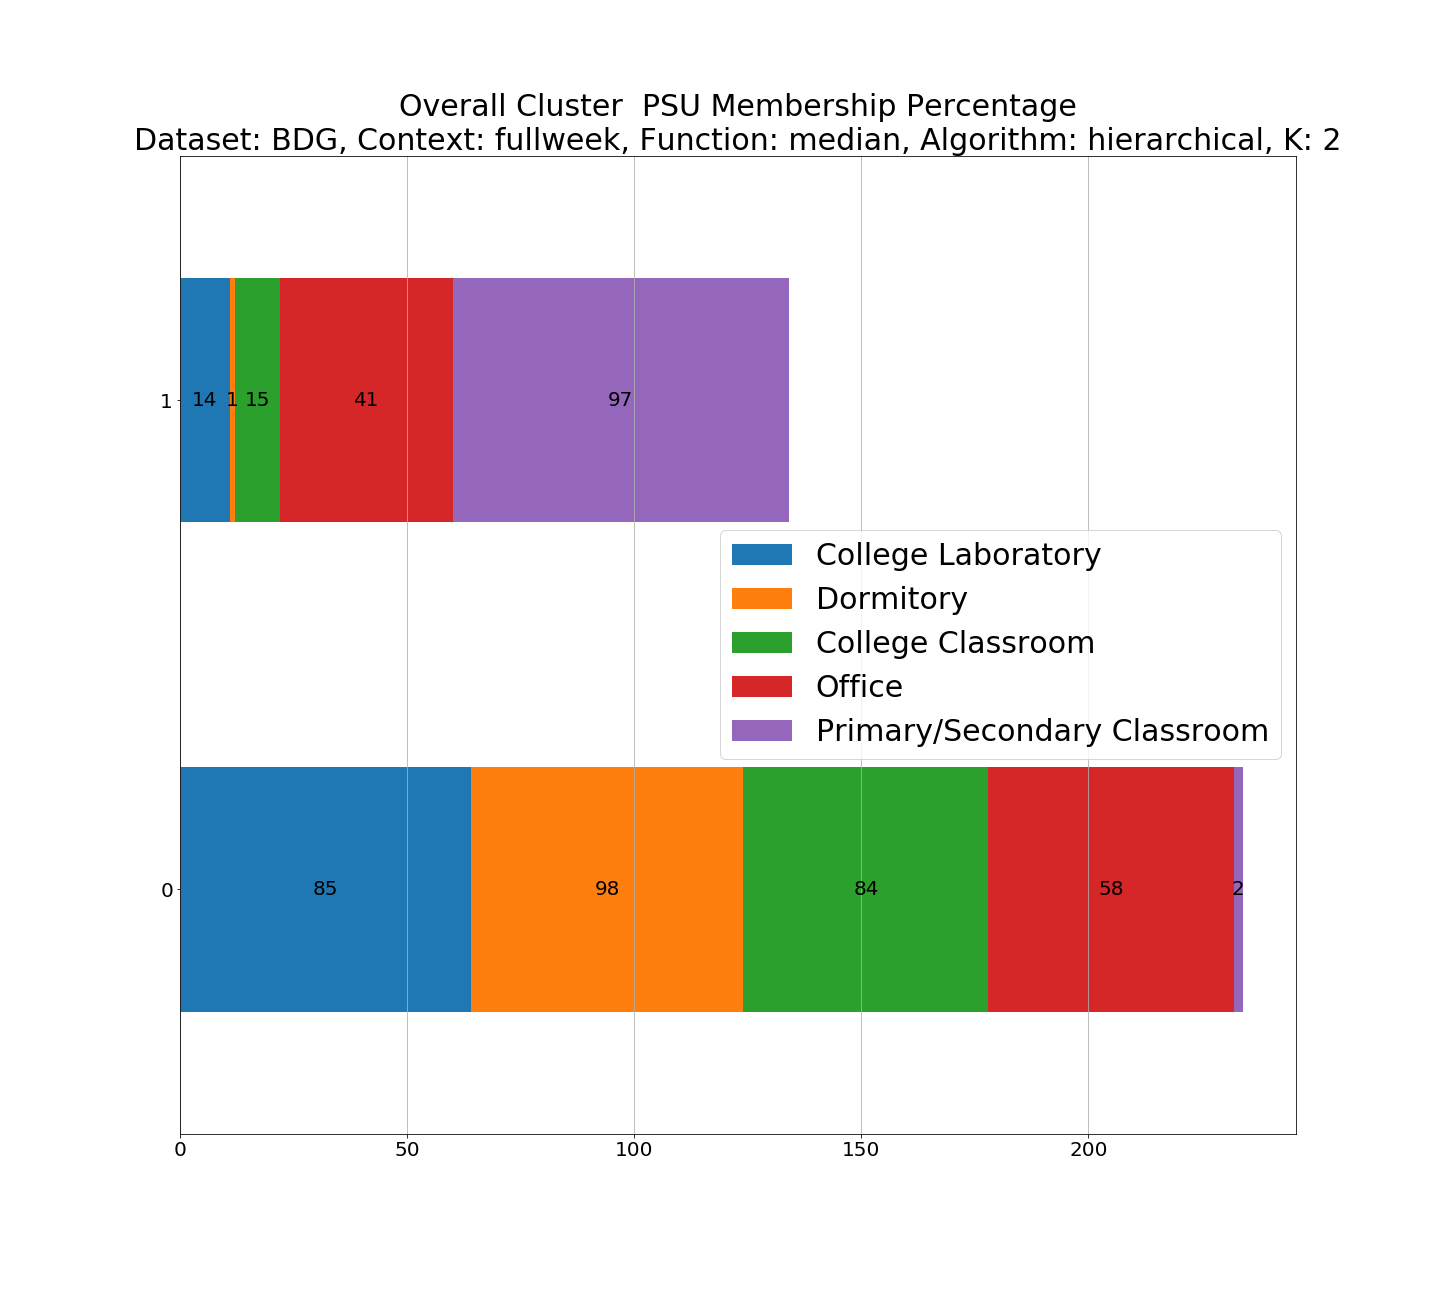 Overall Cluster  PSU Membership Percentage
Dataset: BDG, Context: fullweek, Function: median, Algorithm: hierarchical, K: 2
1
14 1 15 41 97
College Laboratory
Dormitory
College Classroom
Office
Primary/Secondary Classroom
0
85 98 84 58 2
0 50 100 150 200